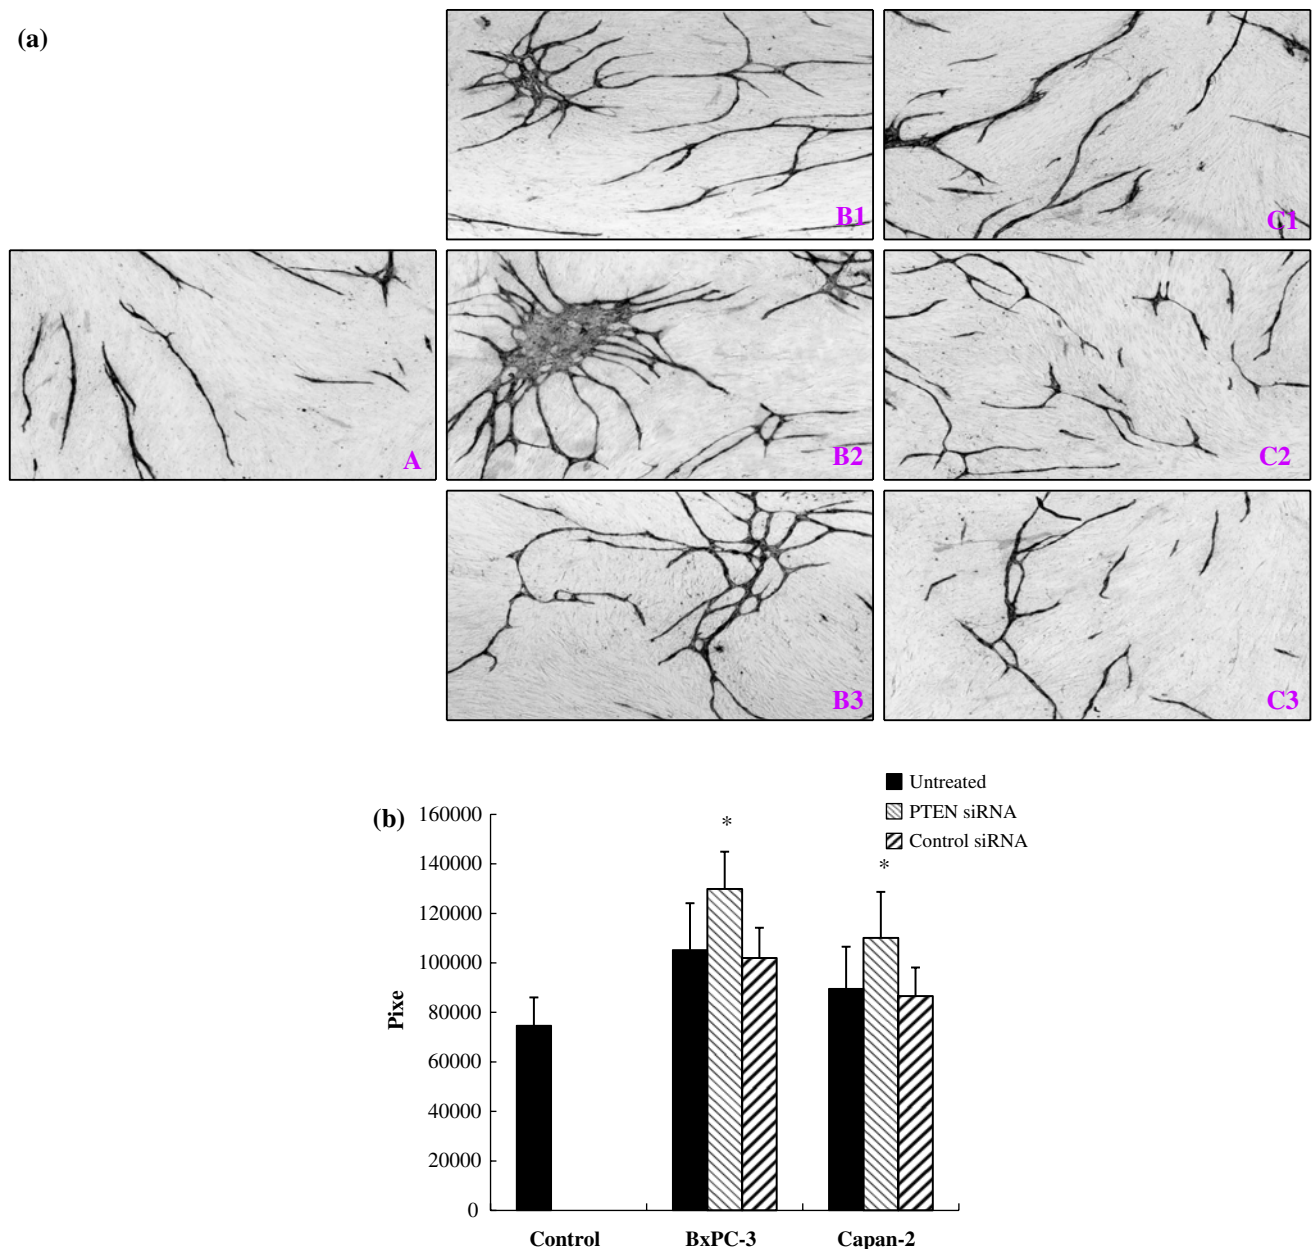 (a)
B1
C1
A
B2
C2
B3
C3
(b)
Untreated
PTEN siRNA
Control siRNA
160000
140000
120000
100000
80000
60000
40000
20000
0
Pixe
*
*
Control BxPC-3 Capan-2